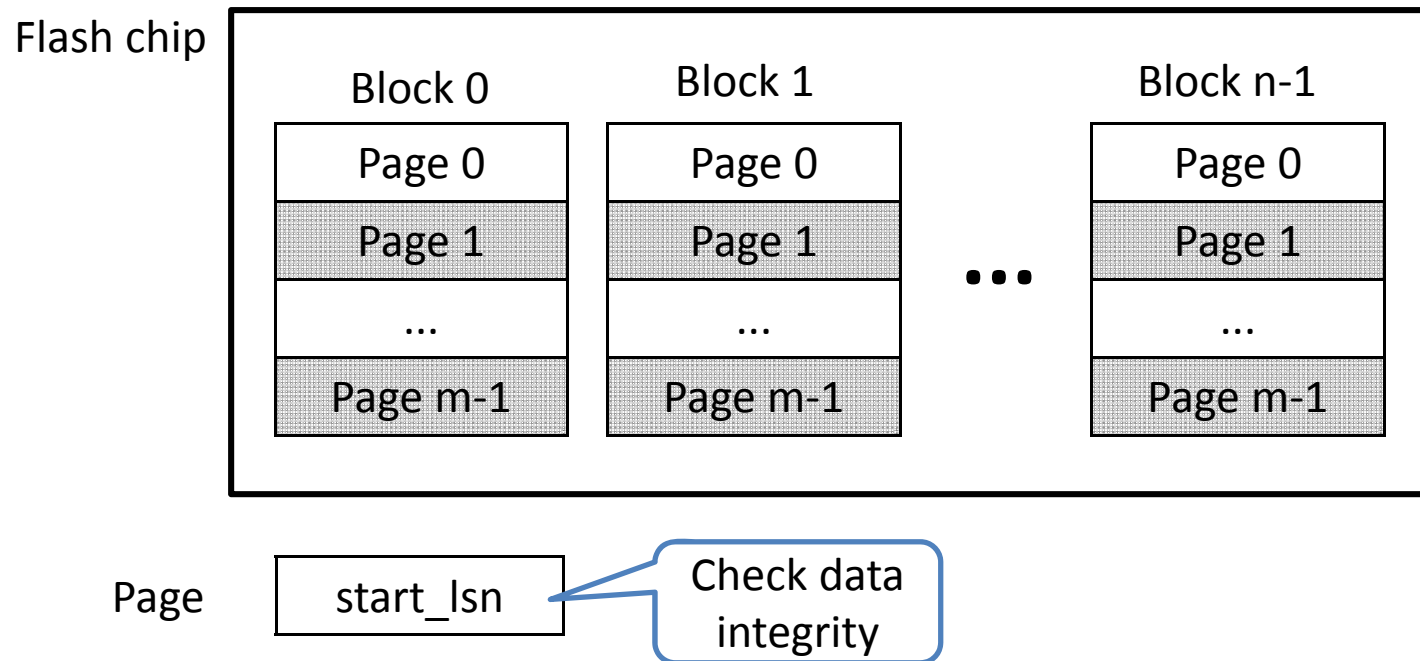 Flash chip
Block 0
Block 1
Block n-1
Page 0
Page 0
Page 0
Page 1
Page 1
Page 1
...
...
...
...
Page m-1
Page m-1
Page m-1
Page
start_lsn
Check data
integrity